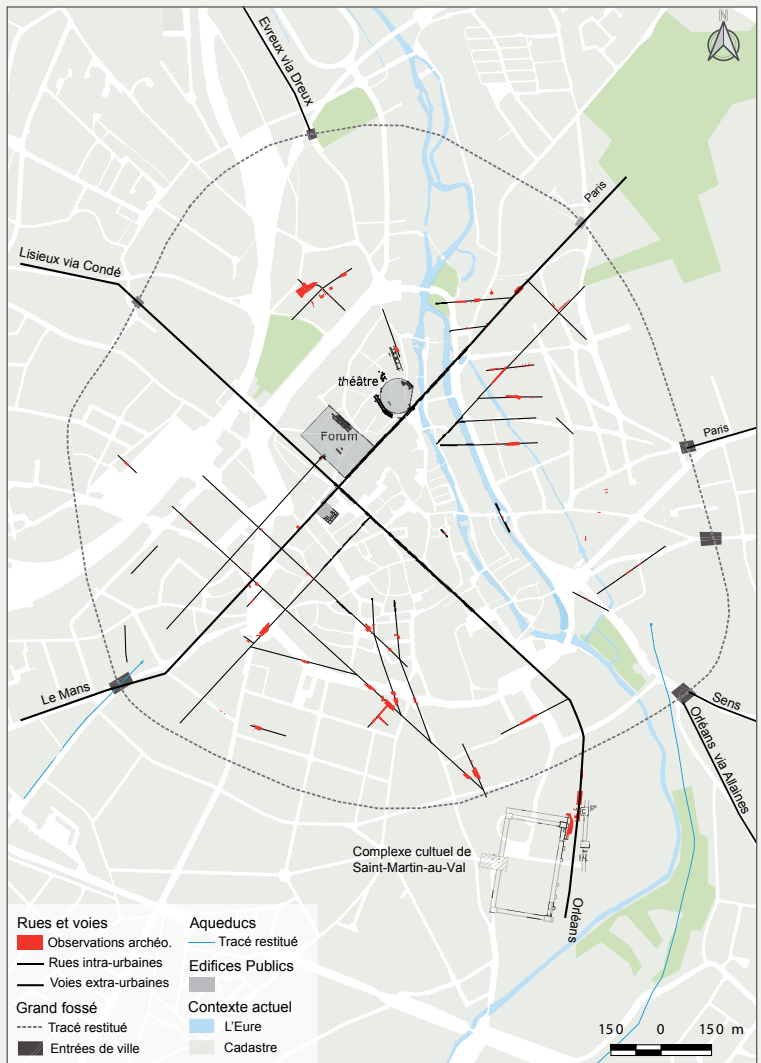 N
Evreux via Dreux
Paris
Lisieux via Condé
théâtre
Forum
Paris
Le Mans
Sens
Orléans via Allaines
Complexe cultuel de
Saint-Martin-au-Val
Orléans
Rues et voies
Observations archéo.
Rues intra-urbaines
Voies extra-urbaines
Grand fossé
Tracé restitué
Entrées de ville
Aqueducs
Tracé restitué
Edifices Publics
Contexte actuel
L'Eure
Cadastre
150 0 150 m